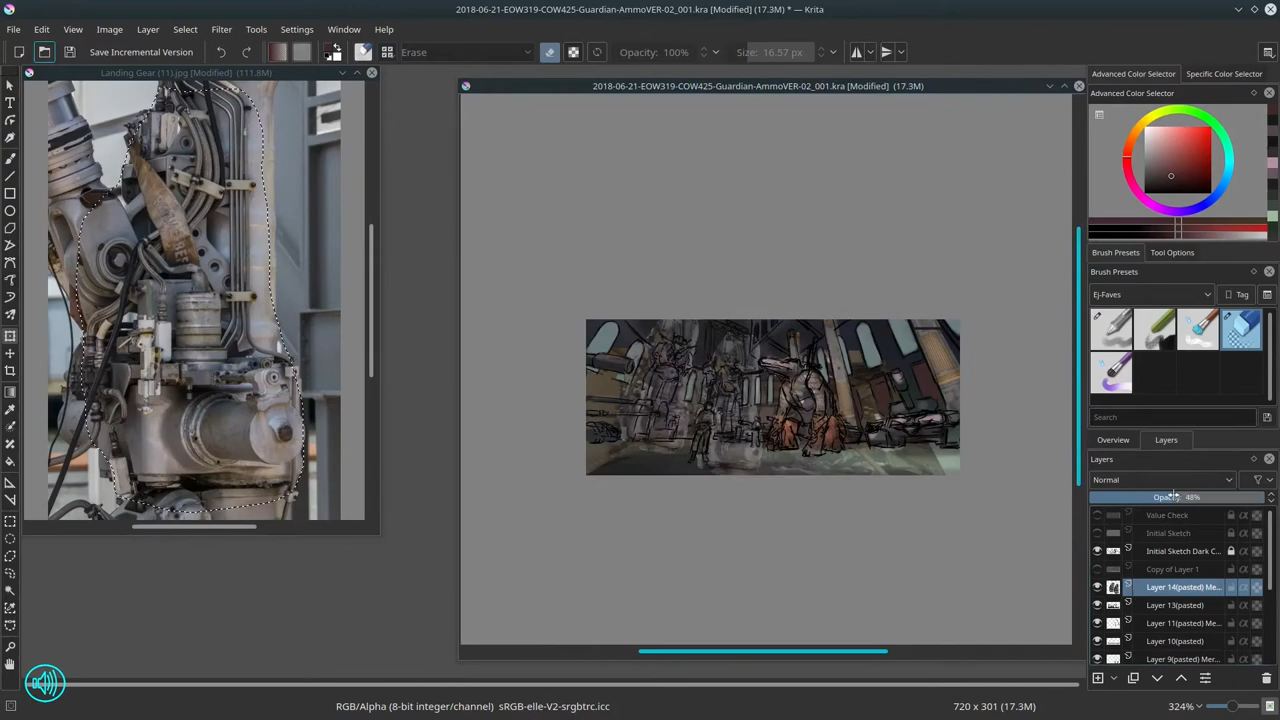 2018-06-21-EOW319-COW425-Guardian-AmmoVER-02_001.kra [Modified] (17.3M) * — Krita
File Edit View Image Layer Select Filter Tools Settings Window Help
Save Incremental Version Erase Opacity: 100% Size: 16.57 px
Landing Gear (11).jpg [Modified] (111.8M)
2018-06-21-EOW319-COW425-Guardian-AmmoVER-02_001.kra [Modified] (17.3M)
Advanced Color Selector Specific Color Selector
Advanced Color Selector
Brush Presets Tool Options
Brush Presets
Ej-Faves Tag
Search
Overview Layers
Layers
Normal
Opacity: 48%
Value Check
Initial Sketch
Initial Sketch Dark C...
Copy of Layer 1
Layer 14(pasted) Me...
Layer 13(pasted)
Layer 11(pasted) Me...
Layer 10(pasted)
Layer 9(pasted) Mer...
RGB/Alpha (8-bit integer/channel) sRGB-elle-V2-srgbtrc.icc 720 x 301 (17.3M) 324%